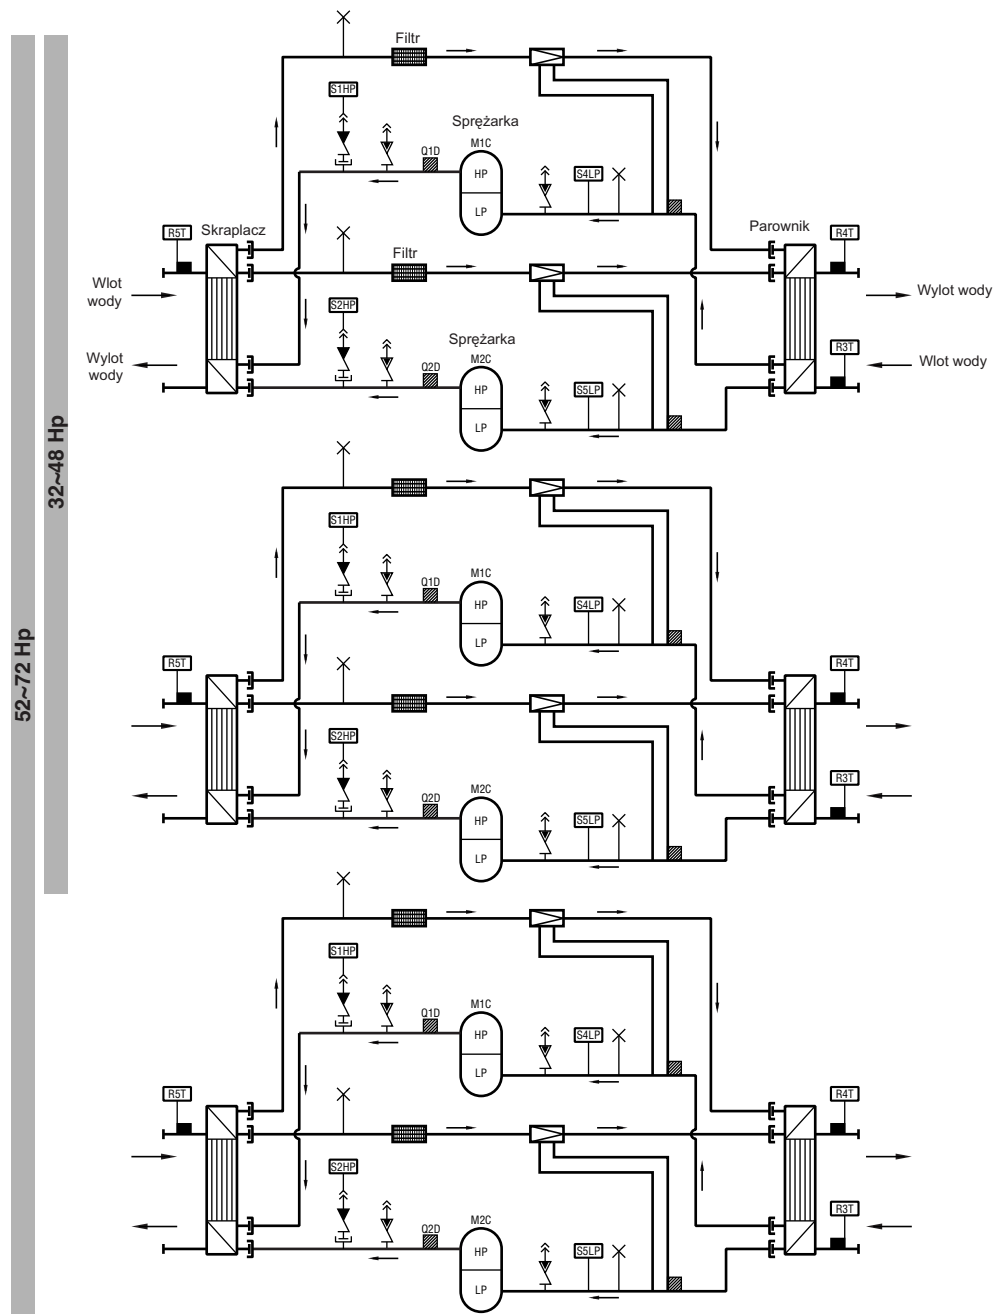 52~72 Hp
32~48 Hp
Filtr
S1HP
Sprężarka
Q1D
M1C
HP
LP
S4LP
R5T
Skraplacz
Parownik
R4T
Filtr
Wlot
wody
Wylot wody
S2HP
Sprężarka
R3T
Wylot
wody
Wlot wody
Q2D
M2C
HP
LP
S5LP
S1HP
Q1D
M1C
HP
LP
S4LP
R5T
R4T
S2HP
R3T
Q2D
M2C
HP
LP
S5LP
S1HP
Q1D
M1C
HP
LP
S4LP
R5T
R4T
S2HP
R3T
Q2D
M2C
HP
LP
S5LP